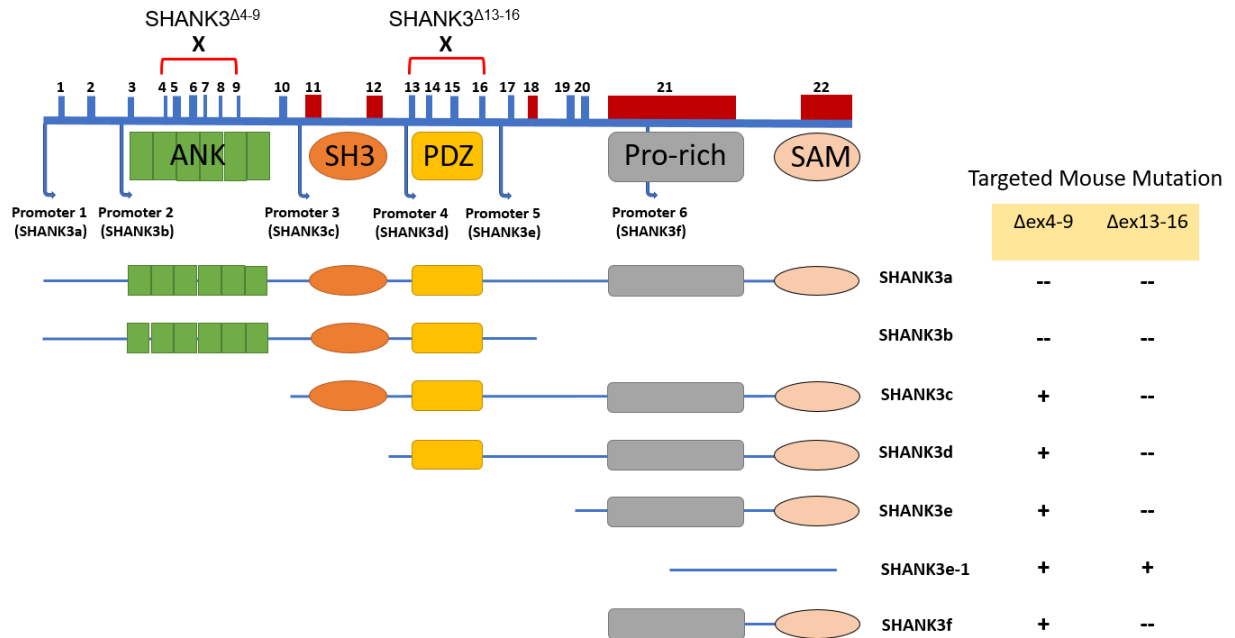 SHANK3Δ4-9 SHANK3Δ13-16
X X
1 2 3 4 5 6 7 8 9 10 11 12 13 14 15 16 17 18 19 20 21 22
ANK SH3 PDZ Pro-rich SAM
Promoter 1 Promoter 2 Promoter 3 Promoter 4 Promoter 5 Promoter 6
(SHANK3a) (SHANK3b) (SHANK3c) (SHANK3d) (SHANK3e) (SHANK3f)
Targeted Mouse Mutation
Δex4-9 Δex13-16
SHANK3a -- --
SHANK3b -- --
SHANK3c + --
SHANK3d + --
SHANK3e + --
SHANK3e-1 + +
SHANK3f + --